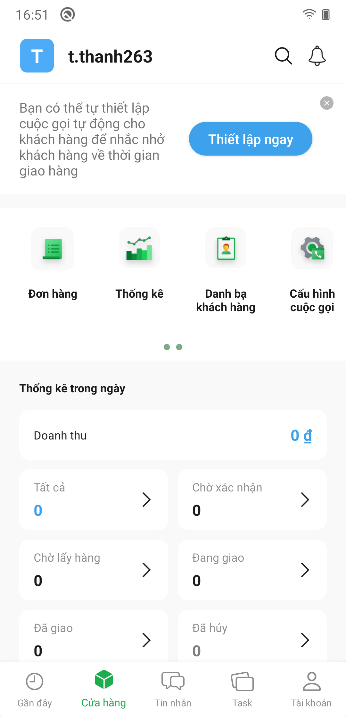 16:51
T
t.thanh263
Bạn có thể tự thiết lập
cuộc gọi tự động cho
khách hàng để nhắc nhở
khách hàng về thời gian
giao hàng
Thiết lập ngay
Đơn hàng
Thống kê
Danh bạ
khách hàng
Cấu hình
cuộc gọi
Thống kê trong ngày
Doanh thu
0 ₫
Tất cả
0
Chờ xác nhận
0
Chờ lấy hàng
0
Đang giao
0
Đã giao
0
Đã hủy
0
Gần đây
Cửa hàng
Tin nhắn
Task
Tài khoản